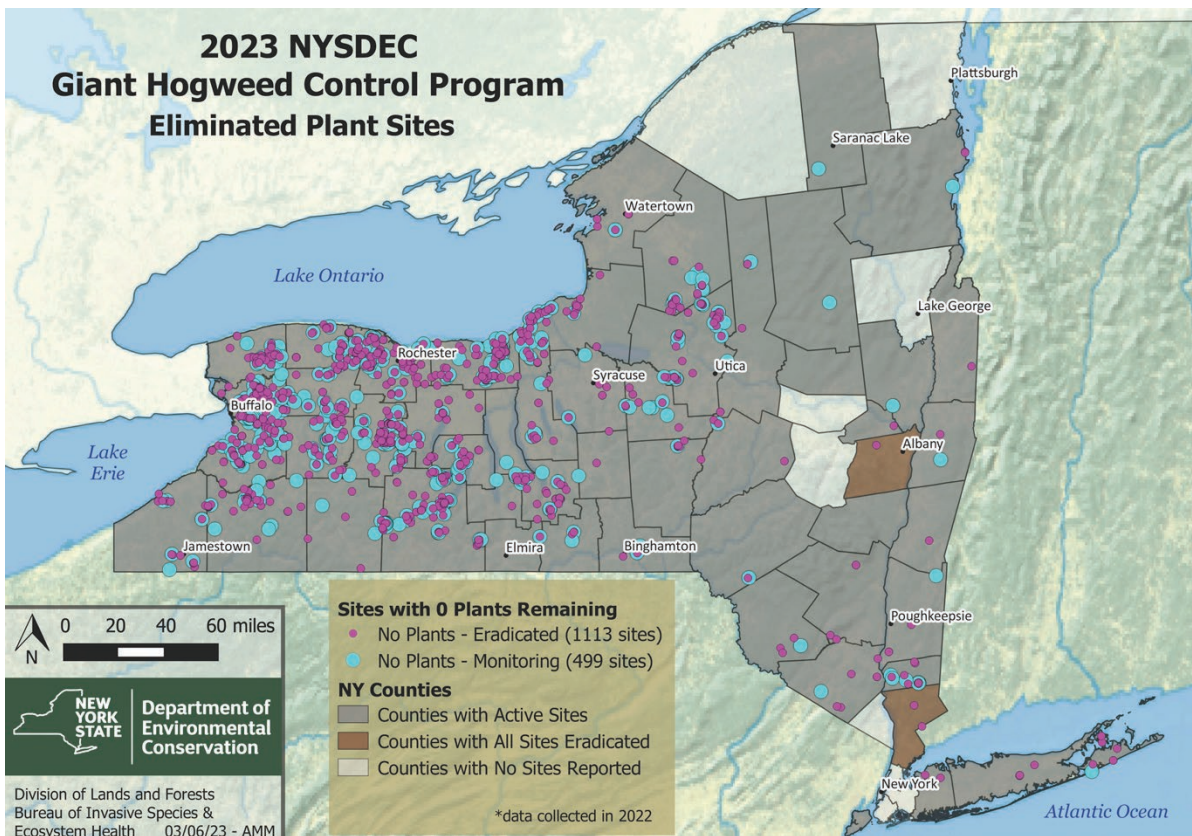 2023 NYSDEC
Giant Hogweed Control Program
Eliminated Plant Sites
Plattsburgh
Saranac Lake
Watertown
Lake Ontario
Lake George
Rochester
Syracuse
Utica
Buffalo
Albany
Lake
Erie
Jamestown
Elmira
Binghamton
Poughkeepsie
New York
Atlantic Ocean
Sites with 0 Plants Remaining
No Plants - Eradicated (1113 sites)
No Plants - Monitoring (499 sites)
NY Counties
Counties with Active Sites
Counties with All Sites Eradicated
Counties with No Sites Reported
*data collected in 2022
0 20 40 60 miles
N
NEW
YORK
STATE
Department of
Environmental
Conservation
Division of Lands and Forests
Bureau of Invasive Species &
Ecosystem Health 03/06/23 - AMM